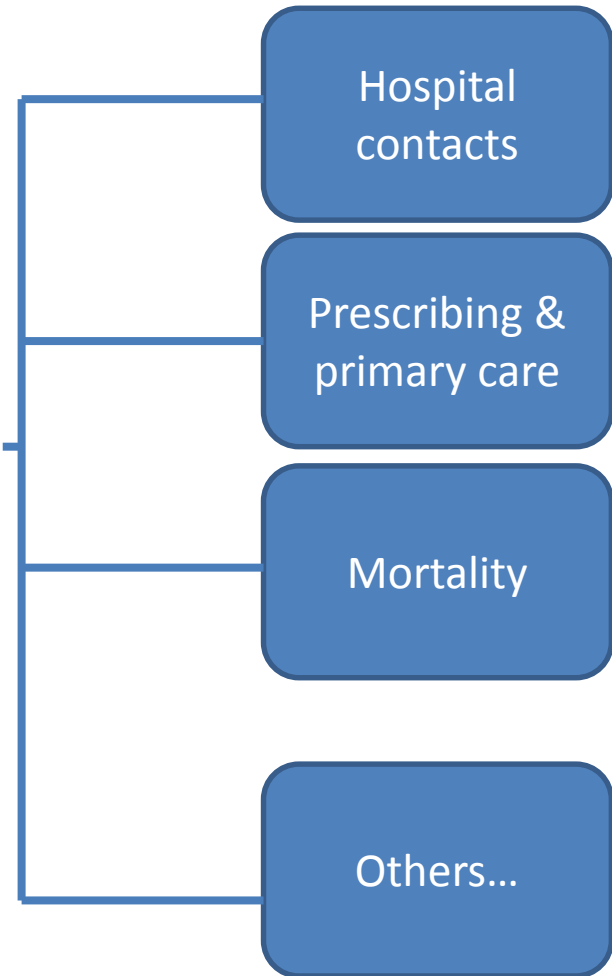 Hospital
contacts
Prescribing &
primary care
Mortality
Others…